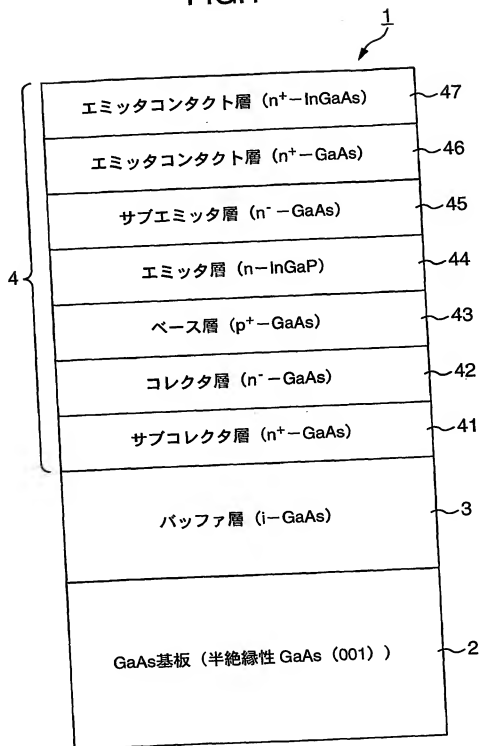 1
エミッタコンタクト層 (n⁺−InGaAs) 47
エミッタコンタクト層 (n⁺−GaAs) 46
サブエミッタ層 (n⁻−GaAs) 45
エミッタ層 (n−InGaP) 44
4
ベース層 (p⁺−GaAs) 43
コレクタ層 (n⁻−GaAs) 42
サブコレクタ層 (n⁺−GaAs) 41
バッファ層 (i−GaAs) 3
GaAs基板 (半絶縁性 GaAs (001) ) 2